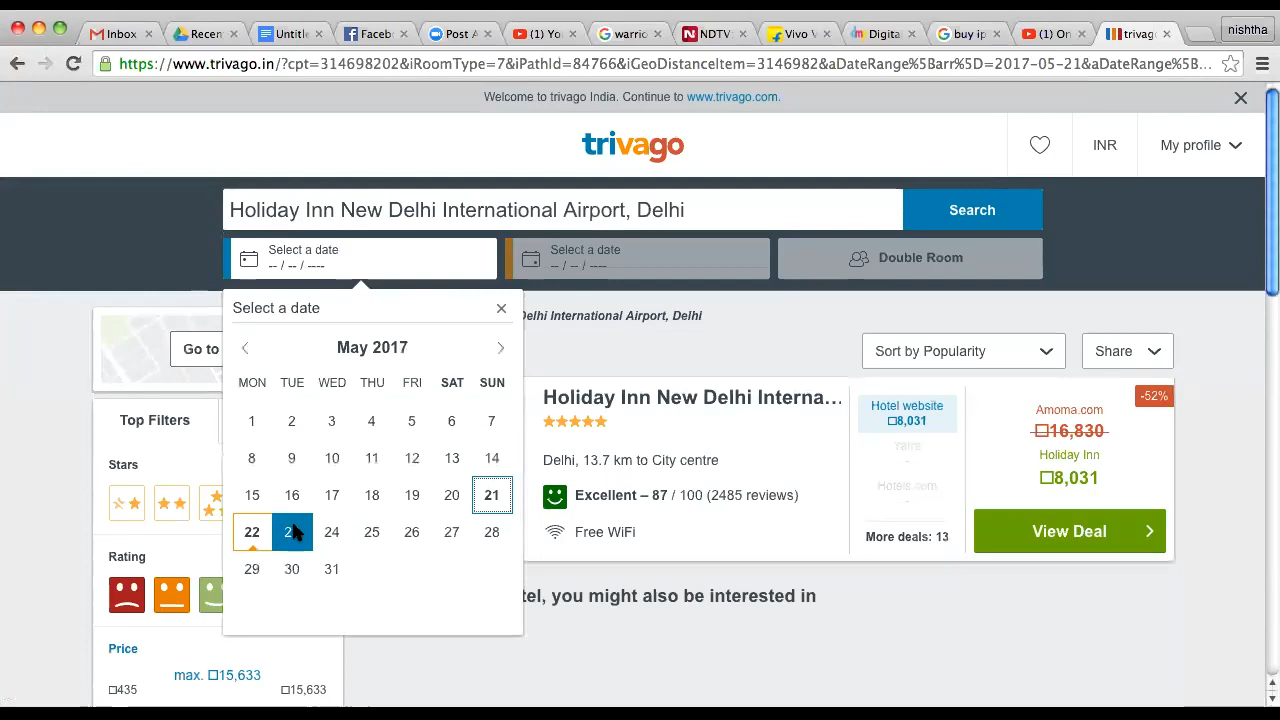 nishtha
Inbox
Recen
Untitl
Faceb
Post A
(1) Yo
warrio
NDTV
Vivo V
Digita
buy ip
(1) On
trivag
https://www.trivago.in/?cpt=314698202&iRoomType=7&iPathId=84766&iGeoDistanceItem=3146982&aDateRange%5Barr%5D=2017-05-21&aDateRange%5B...
Welcome to trivago India. Continue to www.trivago.com.
trivago
INR
My profile
Holiday Inn New Delhi International Airport, Delhi
Search
Select a date
-- / -- / ----
Select a date
-- / -- / ----
Double Room
Select a date
May 2017
MON TUE WED THU FRI SAT SUN
1 2 3 4 5 6 7
8 9 10 11 12 13 14
15 16 17 18 19 20 21
22 24 25 26 27 28
29 30 31
Delhi International Airport, Delhi
Go to
Sort by Popularity
Share
Top Filters
Stars
Rating
Price
max. □15,633
□435 □15,633
Holiday Inn New Delhi Interna...
Delhi, 13.7 km to City centre
Excellent – 87 / 100 (2485 reviews)
Free WiFi
Hotel website
□8,031
Yatra
-
Hotels.com
-
More deals: 13
-52%
Amoma.com
□16,830
Holiday Inn
□8,031
View Deal
tel, you might also be interested in